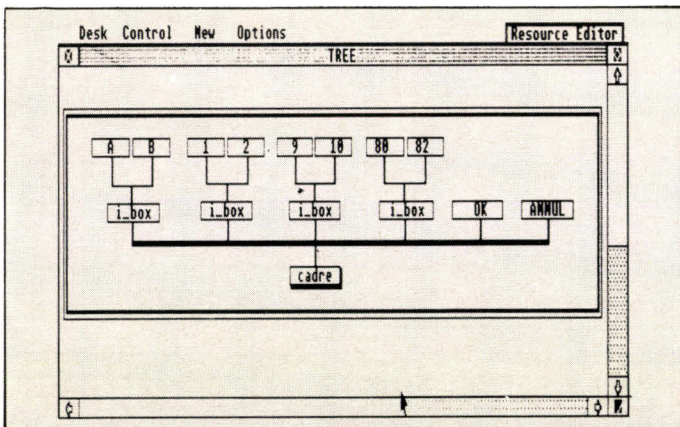 Desk Control New Options Resource Editor
TREE
A B 1 2 9 10 80 82
i_box i_box i_box i_box OK ANNUL
cadre